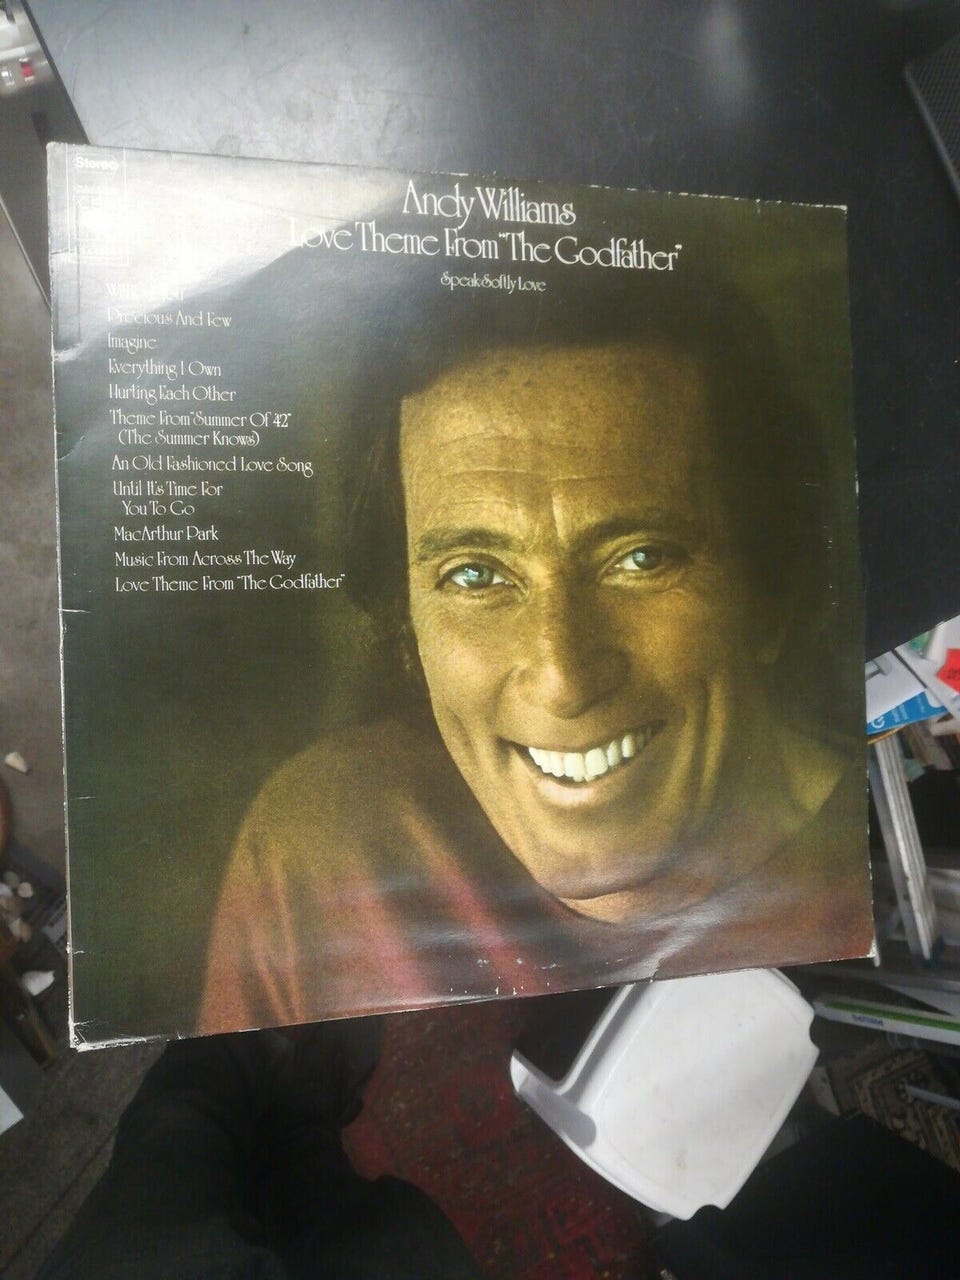 Stereo
Andy Williams
Love Theme From "The Godfather"
Speak Softly Love
Precious And Few
Imagine
Everything I Own
Hurting Each Other
Theme From "Summer Of '42"
(The Summer Knows)
An Old Fashioned Love Song
Until It's Time For
You To Go
MacArthur Park
Music From Across The Way
Love Theme From "The Godfather"